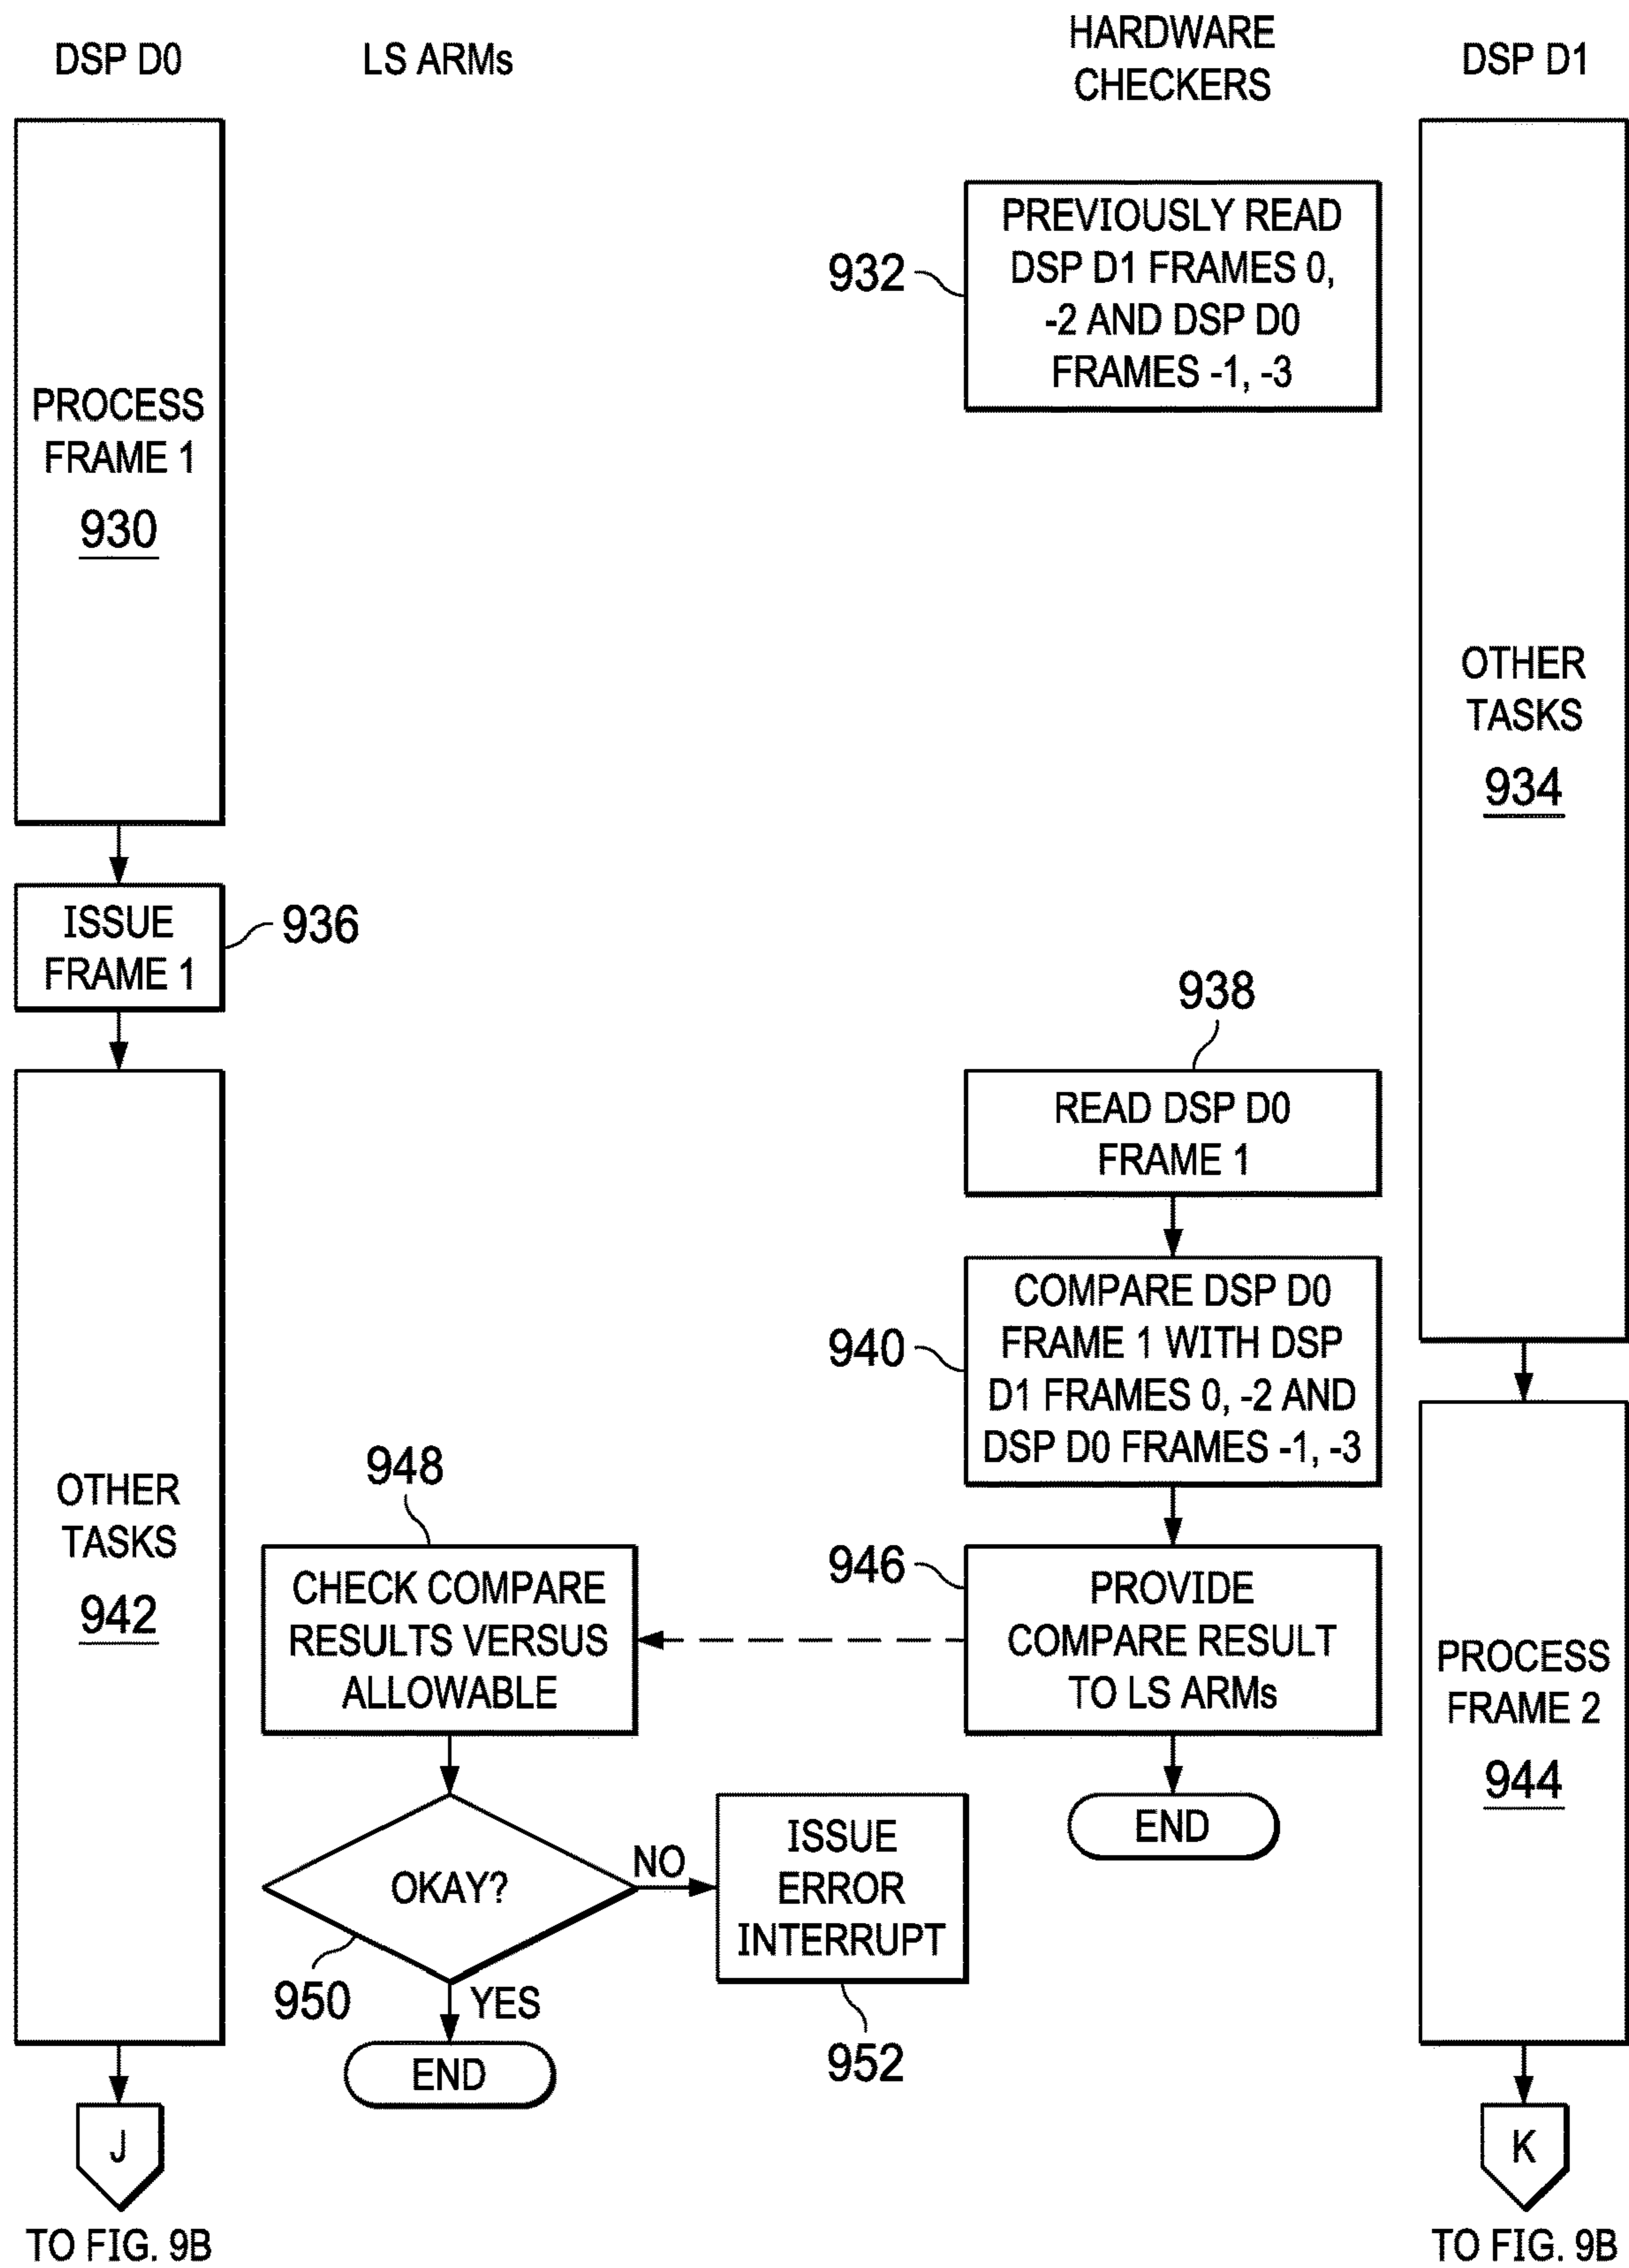 DSP D0
LS ARMs
HARDWARE
CHECKERS
DSP D1
PREVIOUSLY READ
DSP D1 FRAMES 0,
-2 AND DSP D0
FRAMES -1, -3
932
PROCESS
FRAME 1
930
OTHER
TASKS
934
ISSUE
FRAME 1
936
938
READ DSP D0
FRAME 1
COMPARE DSP D0
FRAME 1 WITH DSP
D1 FRAMES 0, -2 AND
DSP D0 FRAMES -1, -3
940
OTHER
TASKS
942
948
CHECK COMPARE
RESULTS VERSUS
ALLOWABLE
946
PROVIDE
COMPARE RESULT
TO LS ARMs
PROCESS
FRAME 2
944
OKAY?
NO
950
YES
ISSUE
ERROR
INTERRUPT
952
END
END
J
K
TO FIG. 9B
TO FIG. 9B